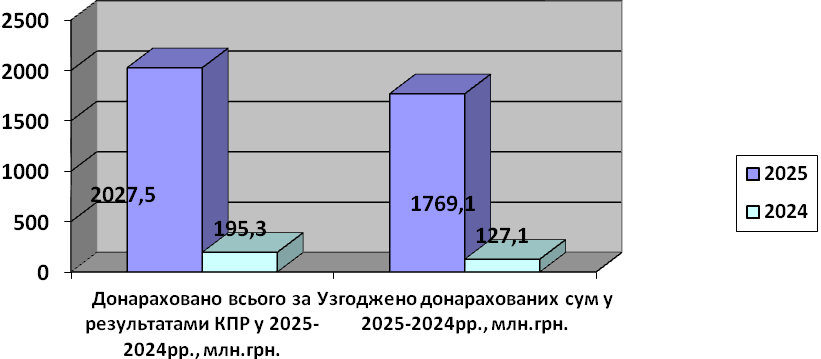 2500
2000
1500
1000
500
0
2027,5
195,3
1769,1
127,1
Донараховано всього за
результатами КПР у 2025-
2024рр., млн.грн.
Узгоджено донарахованих сум у
2025-2024рр., млн.грн.
2025
2024